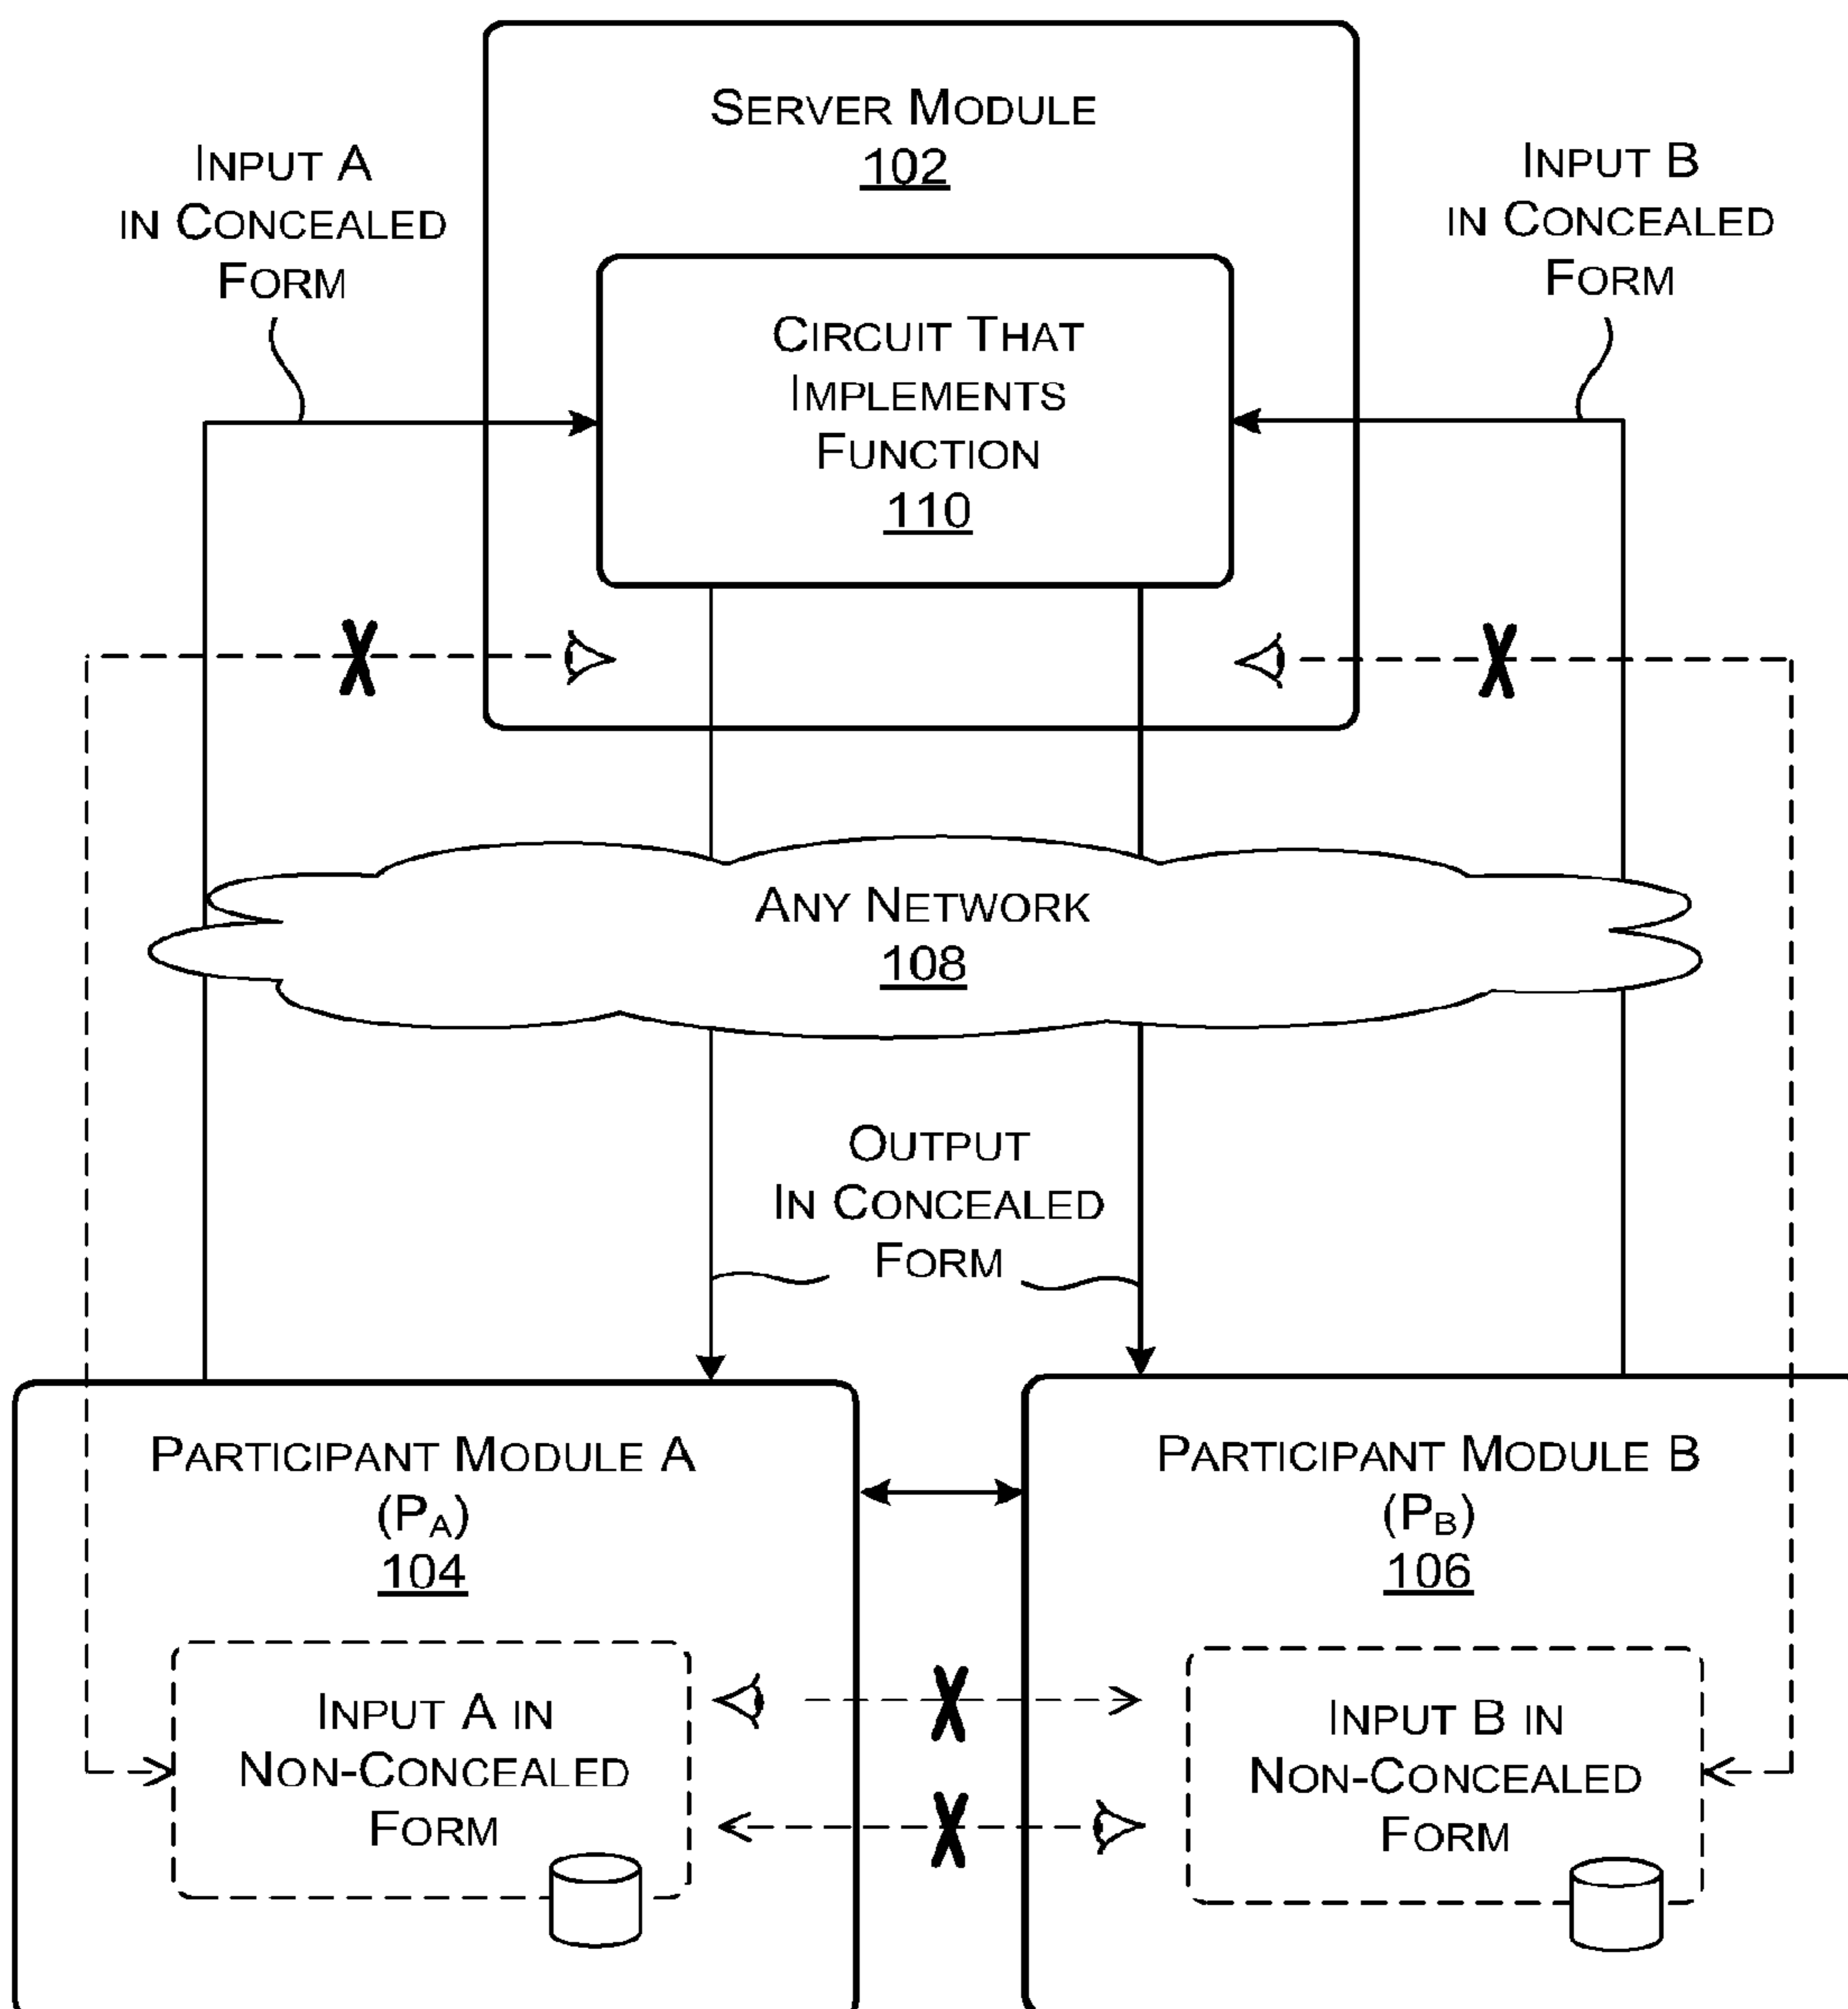 SERVER MODULE
102
INPUT A
IN CONCEALED
FORM
INPUT B
IN CONCEALED
FORM
CIRCUIT THAT
IMPLEMENTS
FUNCTION
110
ANY NETWORK
108
OUTPUT
IN CONCEALED
FORM
PARTICIPANT MODULE A
(PA)
104
INPUT A IN
NON-CONCEALED
FORM
PARTICIPANT MODULE B
(PB)
106
INPUT B IN
NON-CONCEALED
FORM